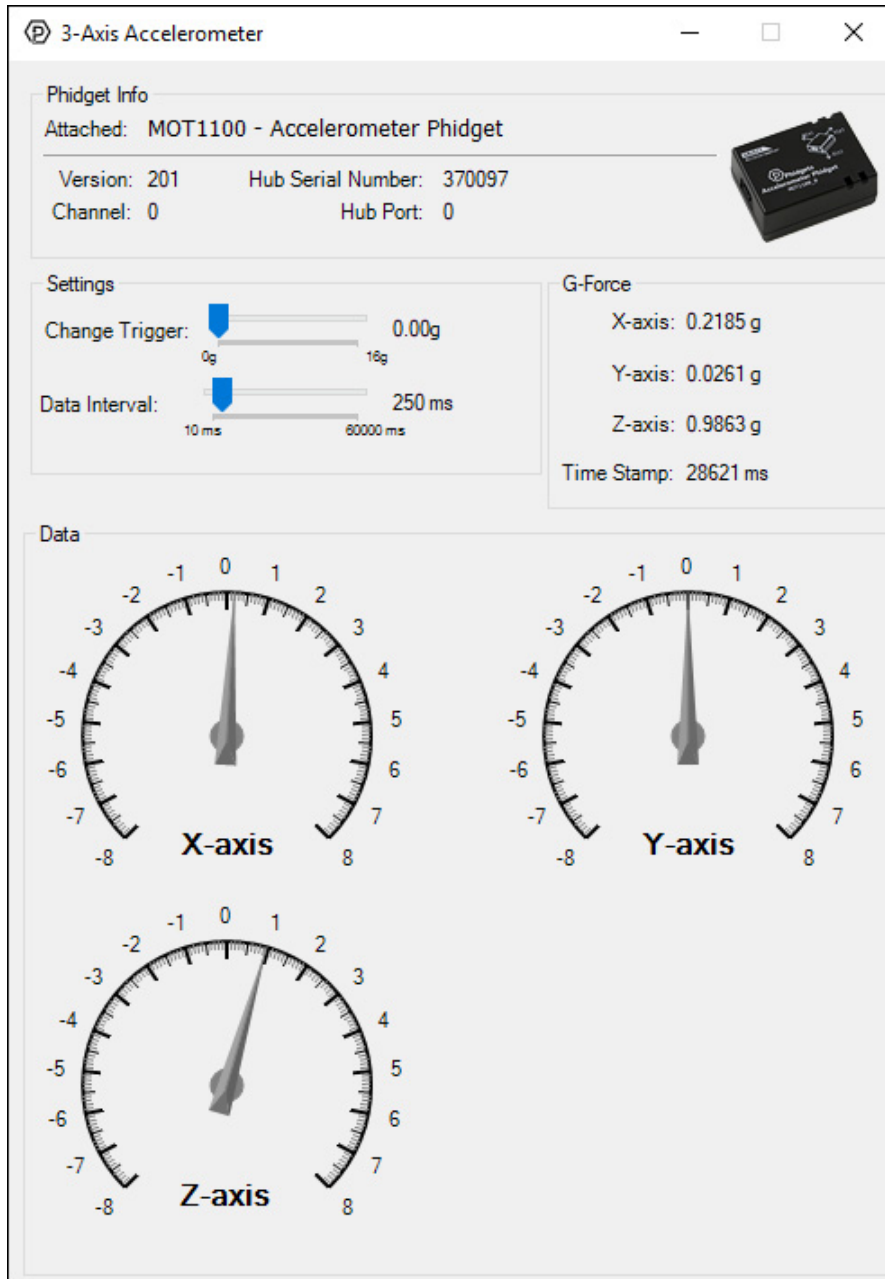 3-Axis Accelerometer
Phidget Info
Attached: MOT1100 - Accelerometer Phidget
Version: 201 Hub Serial Number: 370097
Channel: 0 Hub Port: 0
Phidgets
Accelerometer Phidget
Settings
Change Trigger: 0.00g
0g 16g
Data Interval: 250 ms
10 ms 60000 ms
G-Force
X-axis: 0.2185 g
Y-axis: 0.0261 g
Z-axis: 0.9863 g
Time Stamp: 28621 ms
Data
-8 -7 -6 -5 -4 -3 -2 -1 0 1 2 3 4 5 6 7 8
X-axis
-8 -7 -6 -5 -4 -3 -2 -1 0 1 2 3 4 5 6 7 8
Y-axis
-8 -7 -6 -5 -4 -3 -2 -1 0 1 2 3 4 5 6 7 8
Z-axis